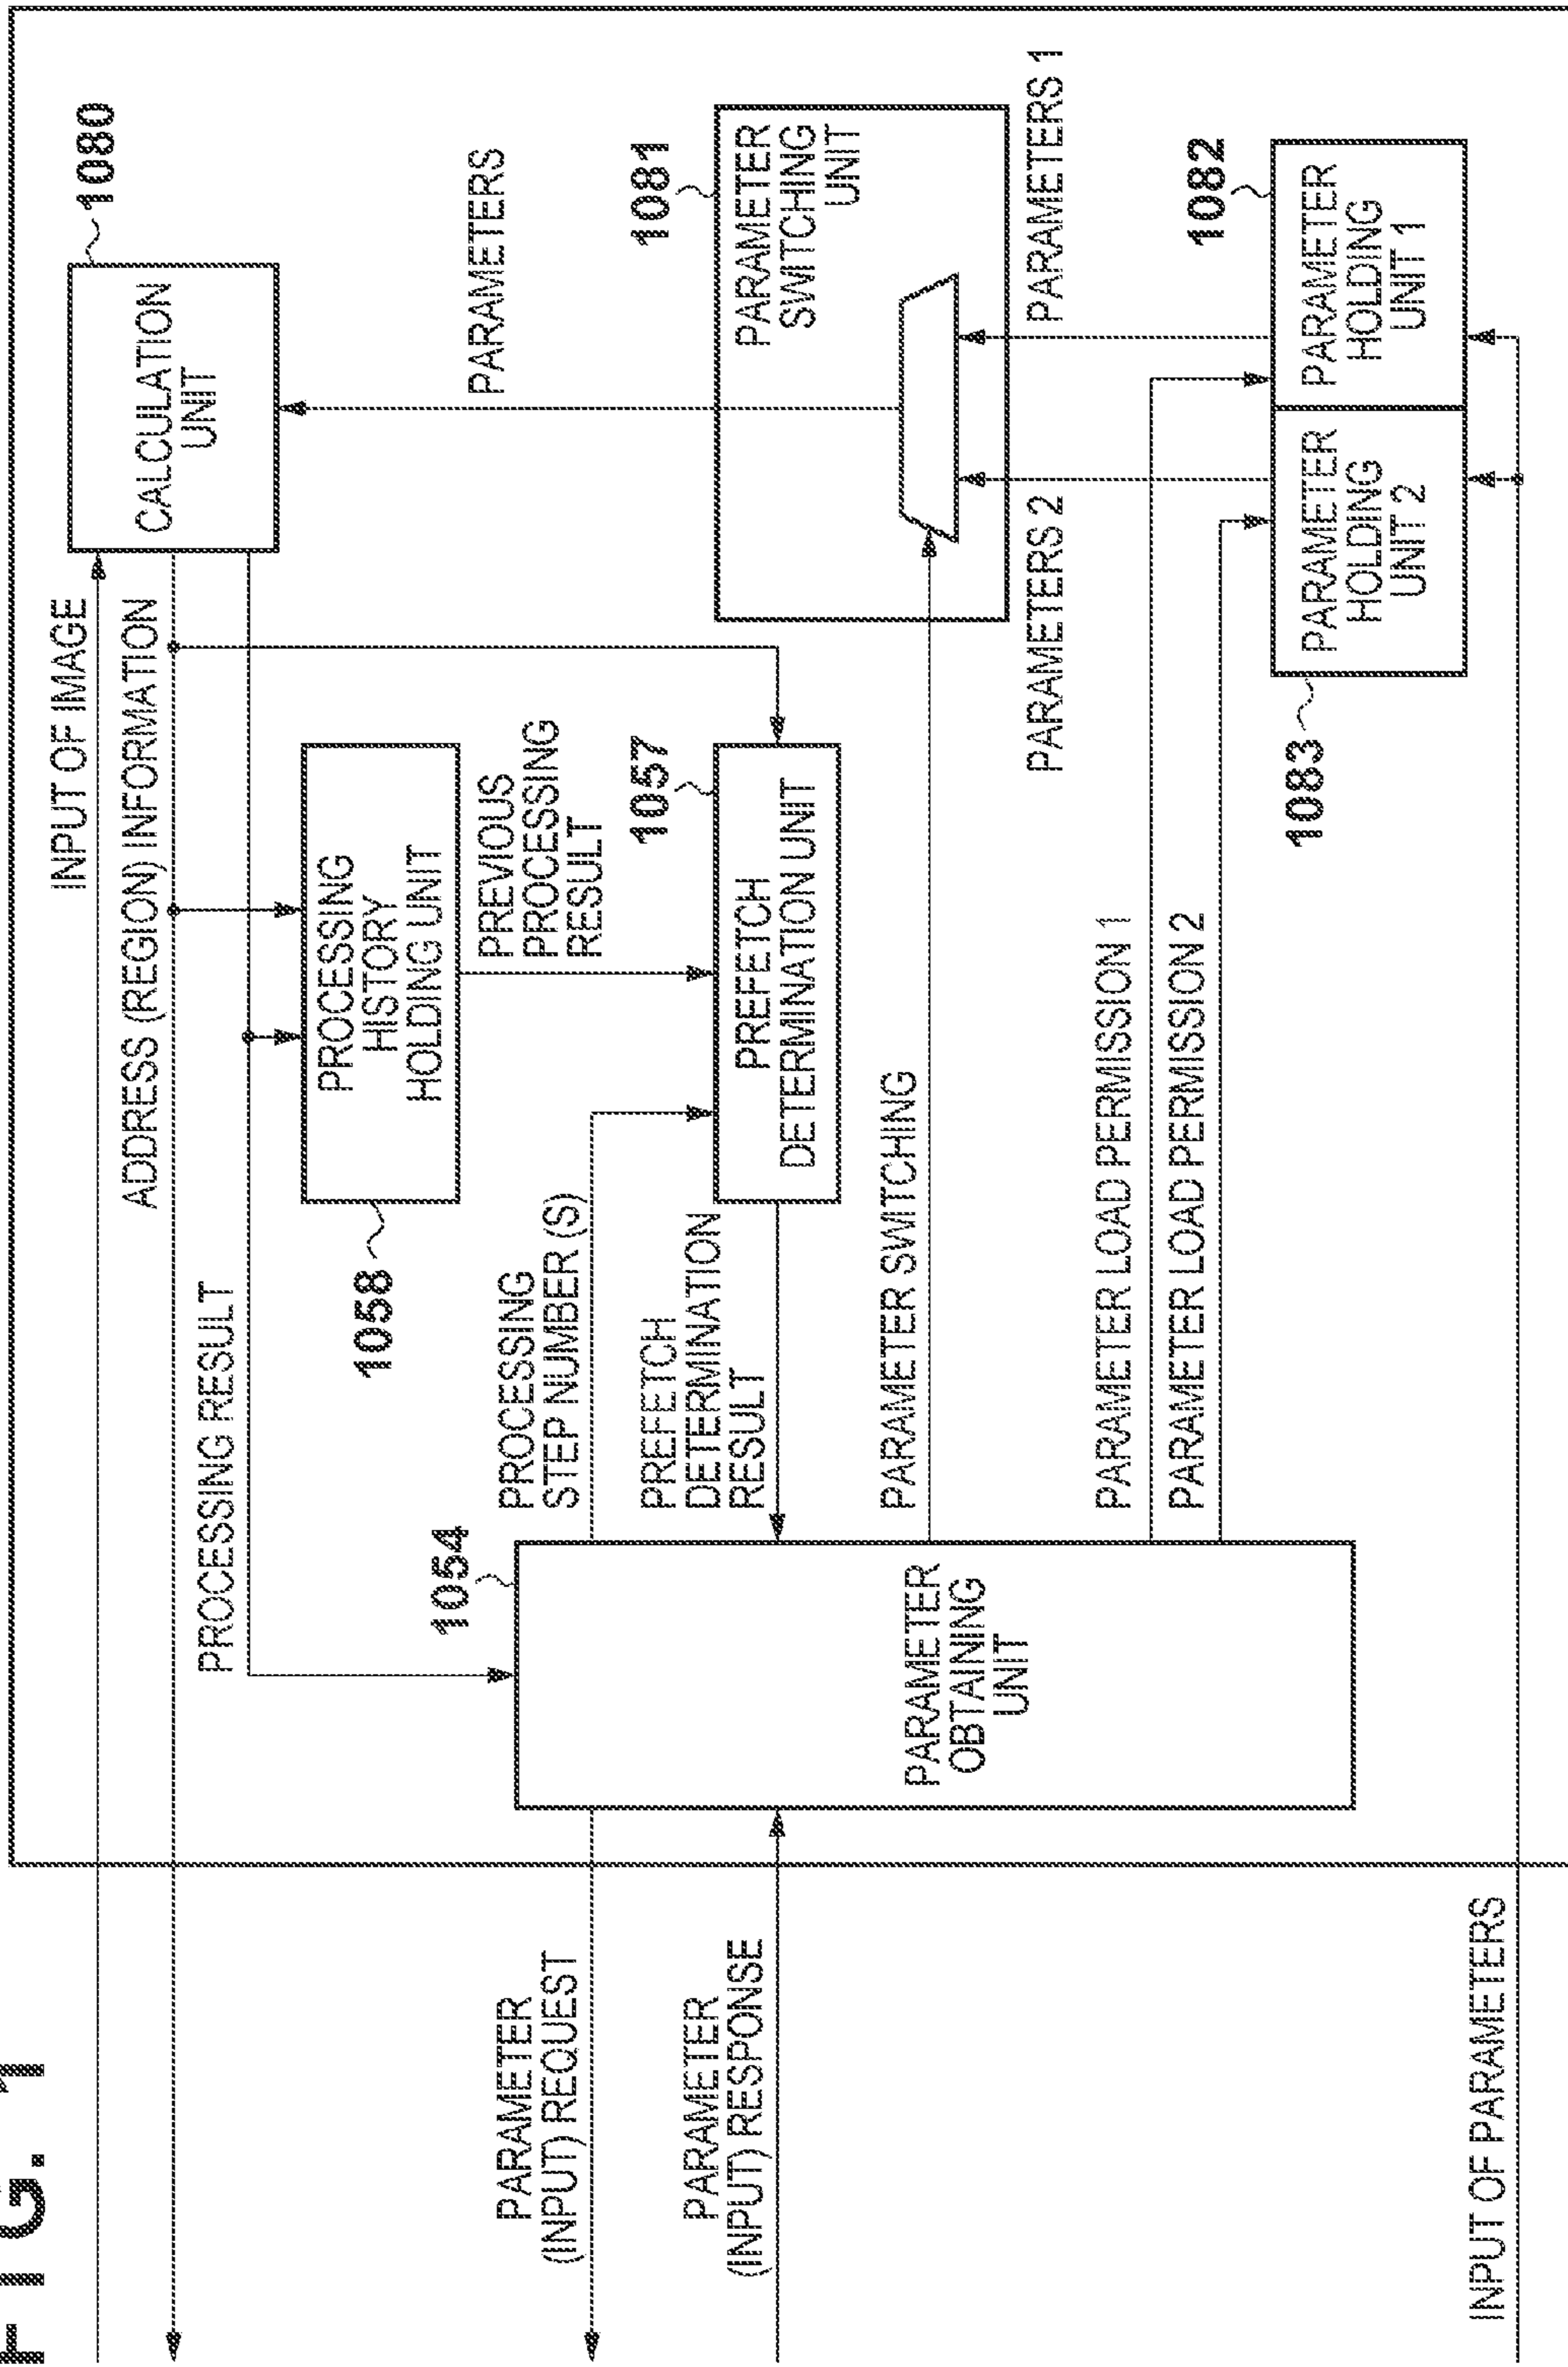 FIG. 1
INPUT OF IMAGE
ADDRESS (REGION) INFORMATION
PROCESSING RESULT
CALCULATION
UNIT
1080
PROCESSING
HISTORY
HOLDING UNIT
1058
PREVIOUS
PROCESSING
RESULT
PARAMETERS
1054
PROCESSING
STEP NUMBER (S)
PREFETCH
DETERMINATION
RESULT
1057
PREFETCH
DETERMINATION UNIT
1081
PARAMETER
SWITCHING
UNIT
PARAMETER
(INPUT) REQUEST
PARAMETER
(INPUT) RESPONSE
PARAMETER
OBTAINING
UNIT
PARAMETER SWITCHING
PARAMETERS 2
PARAMETERS 1
PARAMETER LOAD PERMISSION 1
PARAMETER LOAD PERMISSION 2
1083
1082
PARAMETER
HOLDING
UNIT 2
PARAMETER
HOLDING
UNIT 1
INPUT OF PARAMETERS